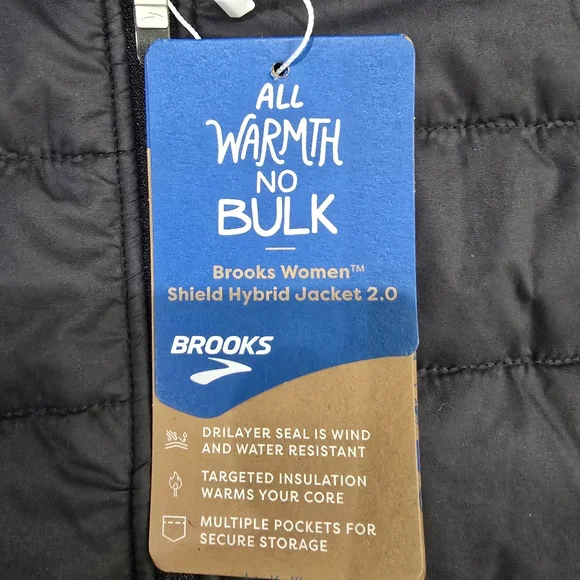 ALL
WARMTH
NO
BULK
Brooks Women™
Shield Hybrid Jacket 2.0
BROOKS
DRILAYER SEAL IS WIND
AND WATER RESISTANT
TARGETED INSULATION
WARMS YOUR CORE
MULTIPLE POCKETS FOR
SECURE STORAGE